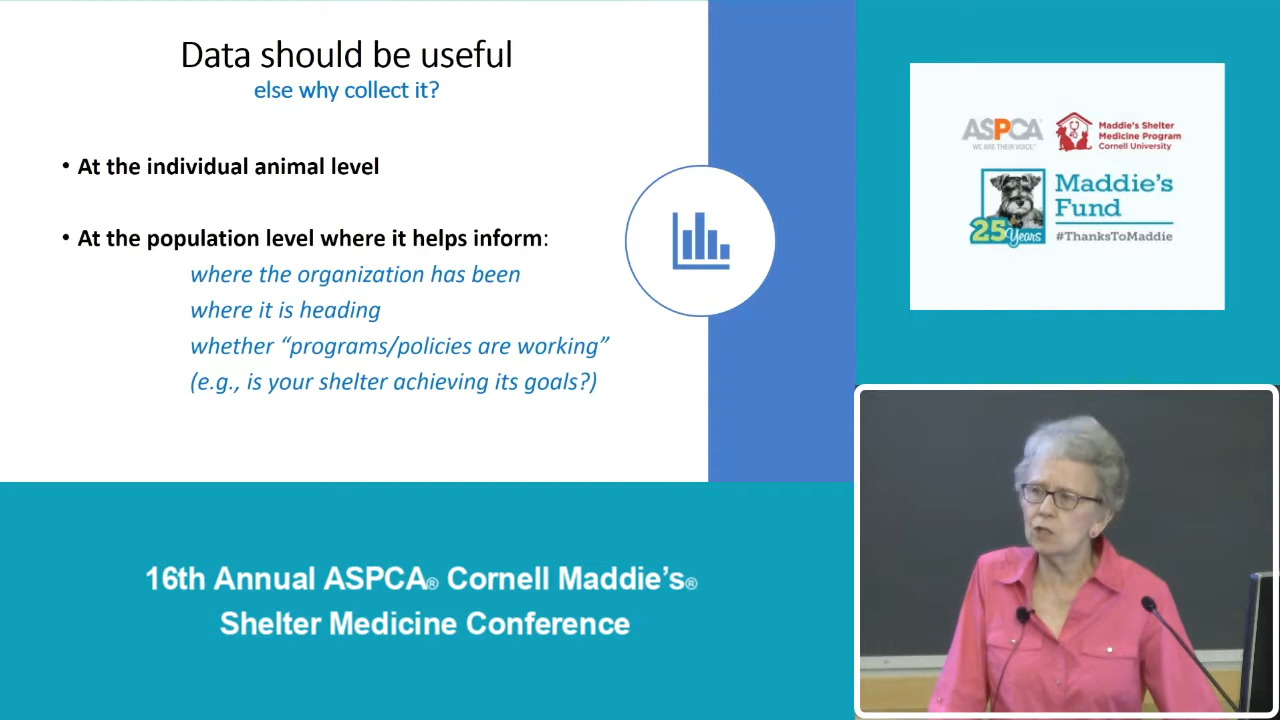 Data should be useful
else why collect it?
• At the individual animal level
• At the population level where it helps inform:
where the organization has been
where it is heading
whether “programs/policies are working”
(e.g., is your shelter achieving its goals?)
ASPCA®
WE ARE THEIR VOICE®
Maddie's Shelter
Medicine Program
Cornell University
Maddie's
Fund
25 Years
#ThanksToMaddie
16th Annual ASPCA® Cornell Maddie’s®
Shelter Medicine Conference